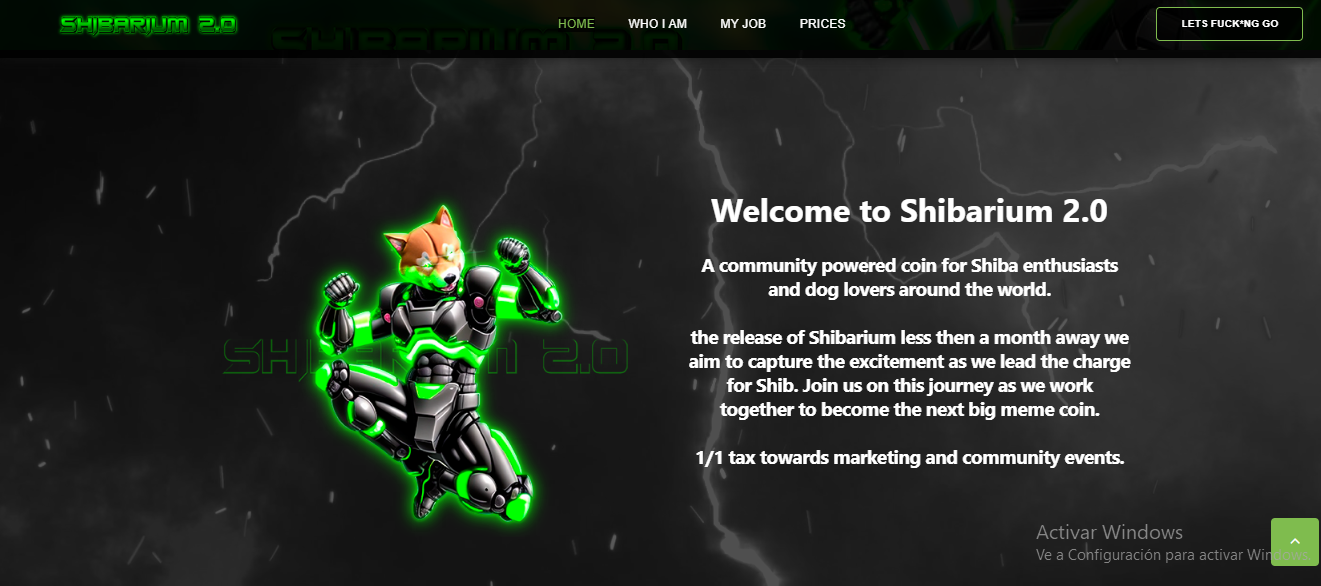 SHIBARIUM 2.0
HOME
WHO I AM
MY JOB
PRICES
LETS FUCK*NG GO
SHIBARIUM 2.0
Welcome to Shibarium 2.0
A community powered coin for Shiba enthusiasts
and dog lovers around the world.
the release of Shibarium less then a month away we
aim to capture the excitement as we lead the charge
for Shib. Join us on this journey as we work
together to become the next big meme coin.
1/1 tax towards marketing and community events.
SHIBARIUM 2.0
Activar Windows
Ve a Configuración para activar Windows.